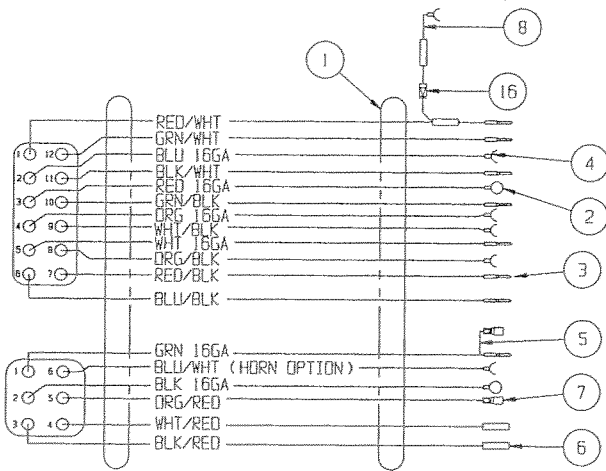 8
1
16
RED/WHT
GRN/WHT
1 12
BLU 16GA
4
BLK/WHT
2 11
RED 16GA
2
3 10
GRN/BLK
ORG 16GA
4 9
WHT/BLK
WHT 16GA
5 8
ORG/BLK
6 7
RED/BLK
3
BLU/BLK
GRN 16GA
5
1 6
BLU/WHT (HORN OPTION)
BLK 16GA
2 5
ORG/RED
7
WHT/RED
3 4
BLK/RED
6